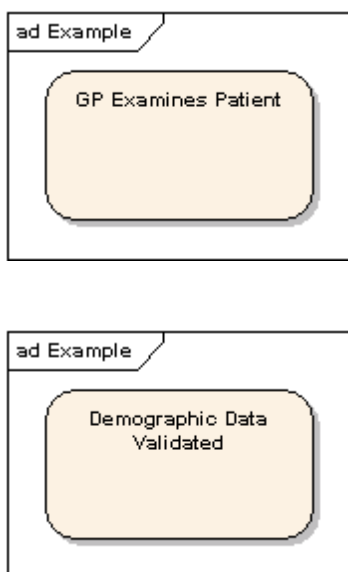 ad Example
GP Examines Patient
ad Example
Demographic Data
Validated